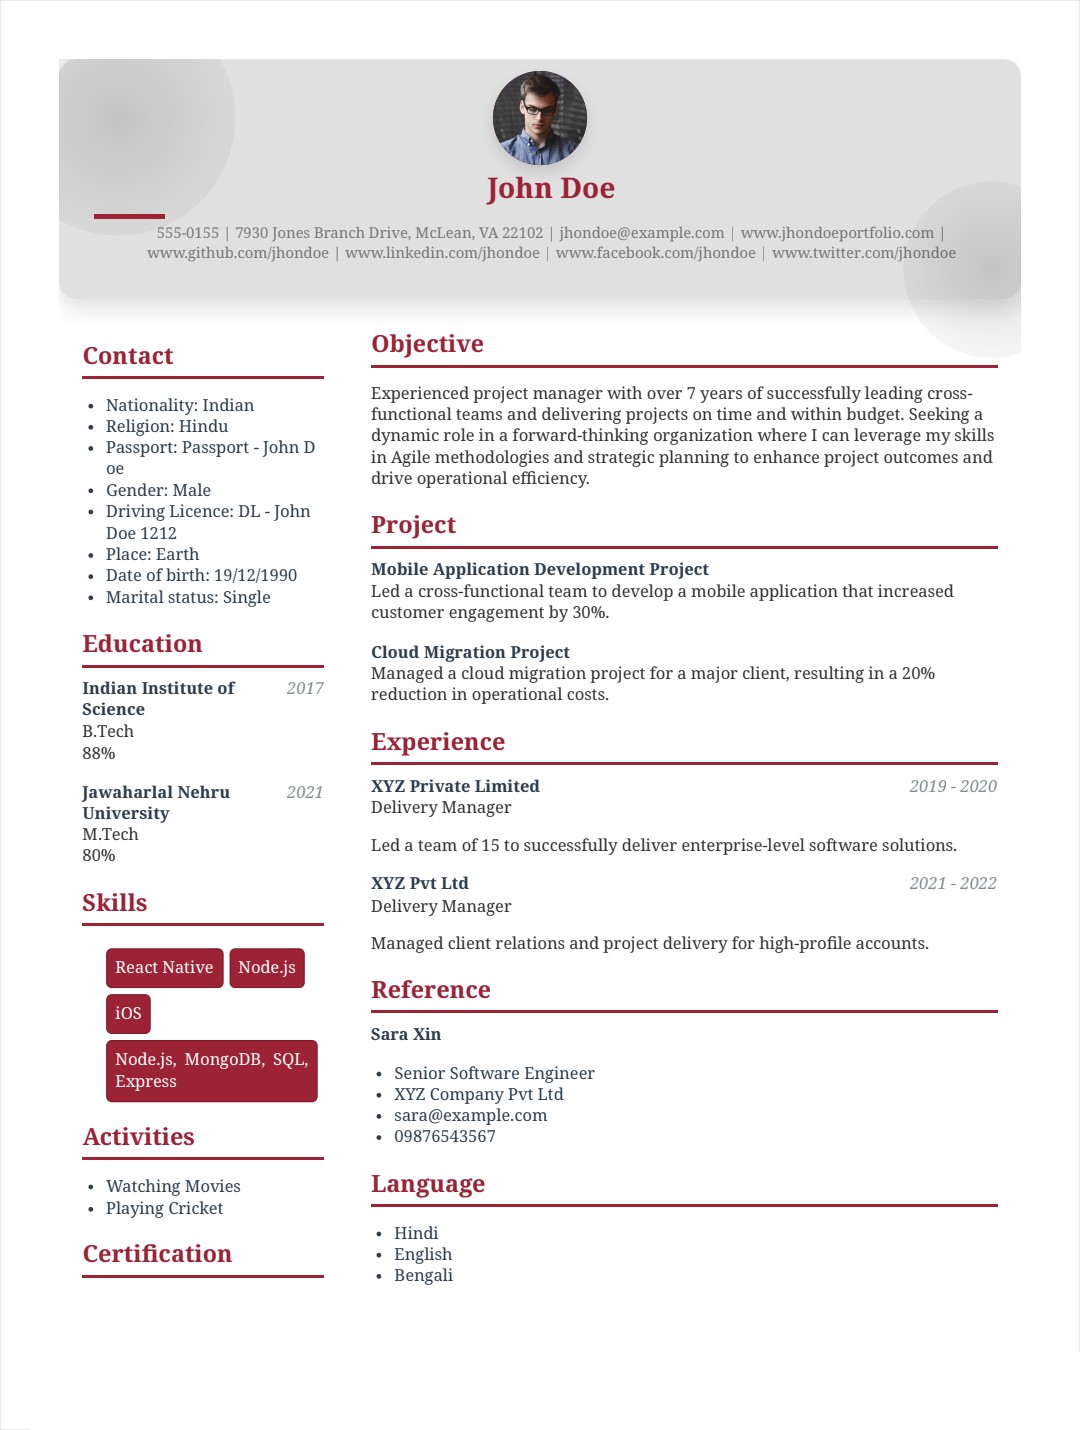 John Doe
555-0155 | 7930 Jones Branch Drive, McLean, VA 22102 | jhondoe@example.com | www.jhondoeportfolio.com |
www.github.com/jhondoe | www.linkedin.com/jhondoe | www.facebook.com/jhondoe | www.twitter.com/jhondoe
Contact
• Nationality: Indian
• Religion: Hindu
• Passport: Passport - John D
oe
• Gender: Male
• Driving Licence: DL - John
Doe 1212
• Place: Earth
• Date of birth: 19/12/1990
• Marital status: Single
Education
Indian Institute of 2017
Science
B.Tech
88%
Jawaharlal Nehru 2021
University
M.Tech
80%
Skills
React Native Node.js
iOS
Node.js, MongoDB, SQL,
Express
Activities
• Watching Movies
• Playing Cricket
Certification
Objective
Experienced project manager with over 7 years of successfully leading cross-
functional teams and delivering projects on time and within budget. Seeking a
dynamic role in a forward-thinking organization where I can leverage my skills
in Agile methodologies and strategic planning to enhance project outcomes and
drive operational efficiency.
Project
Mobile Application Development Project
Led a cross-functional team to develop a mobile application that increased
customer engagement by 30%.
Cloud Migration Project
Managed a cloud migration project for a major client, resulting in a 20%
reduction in operational costs.
Experience
XYZ Private Limited 2019 - 2020
Delivery Manager
Led a team of 15 to successfully deliver enterprise-level software solutions.
XYZ Pvt Ltd 2021 - 2022
Delivery Manager
Managed client relations and project delivery for high-profile accounts.
Reference
Sara Xin
• Senior Software Engineer
• XYZ Company Pvt Ltd
• sara@example.com
• 09876543567
Language
• Hindi
• English
• Bengali